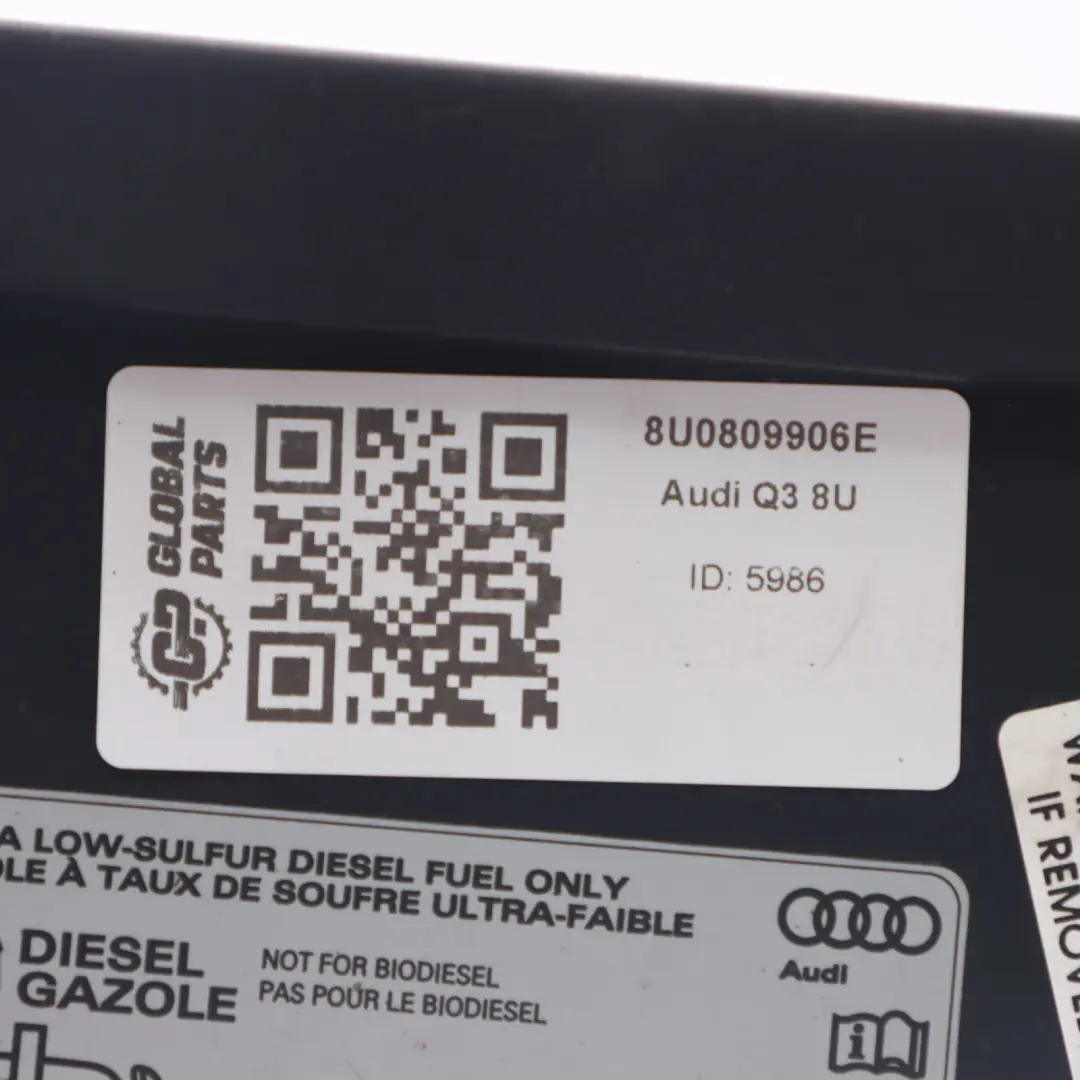 GLOBAL
PARTS
8U0809906E
Audi Q3 8U
ID: 5986
A LOW-SULFUR DIESEL FUEL ONLY
À TAUX DE SOUFRE ULTRA-FAIBLE
DIESEL
GAZOLE
NOT FOR BIODIESEL
PAS POUR LE BIODIESEL
Audi
i
IF